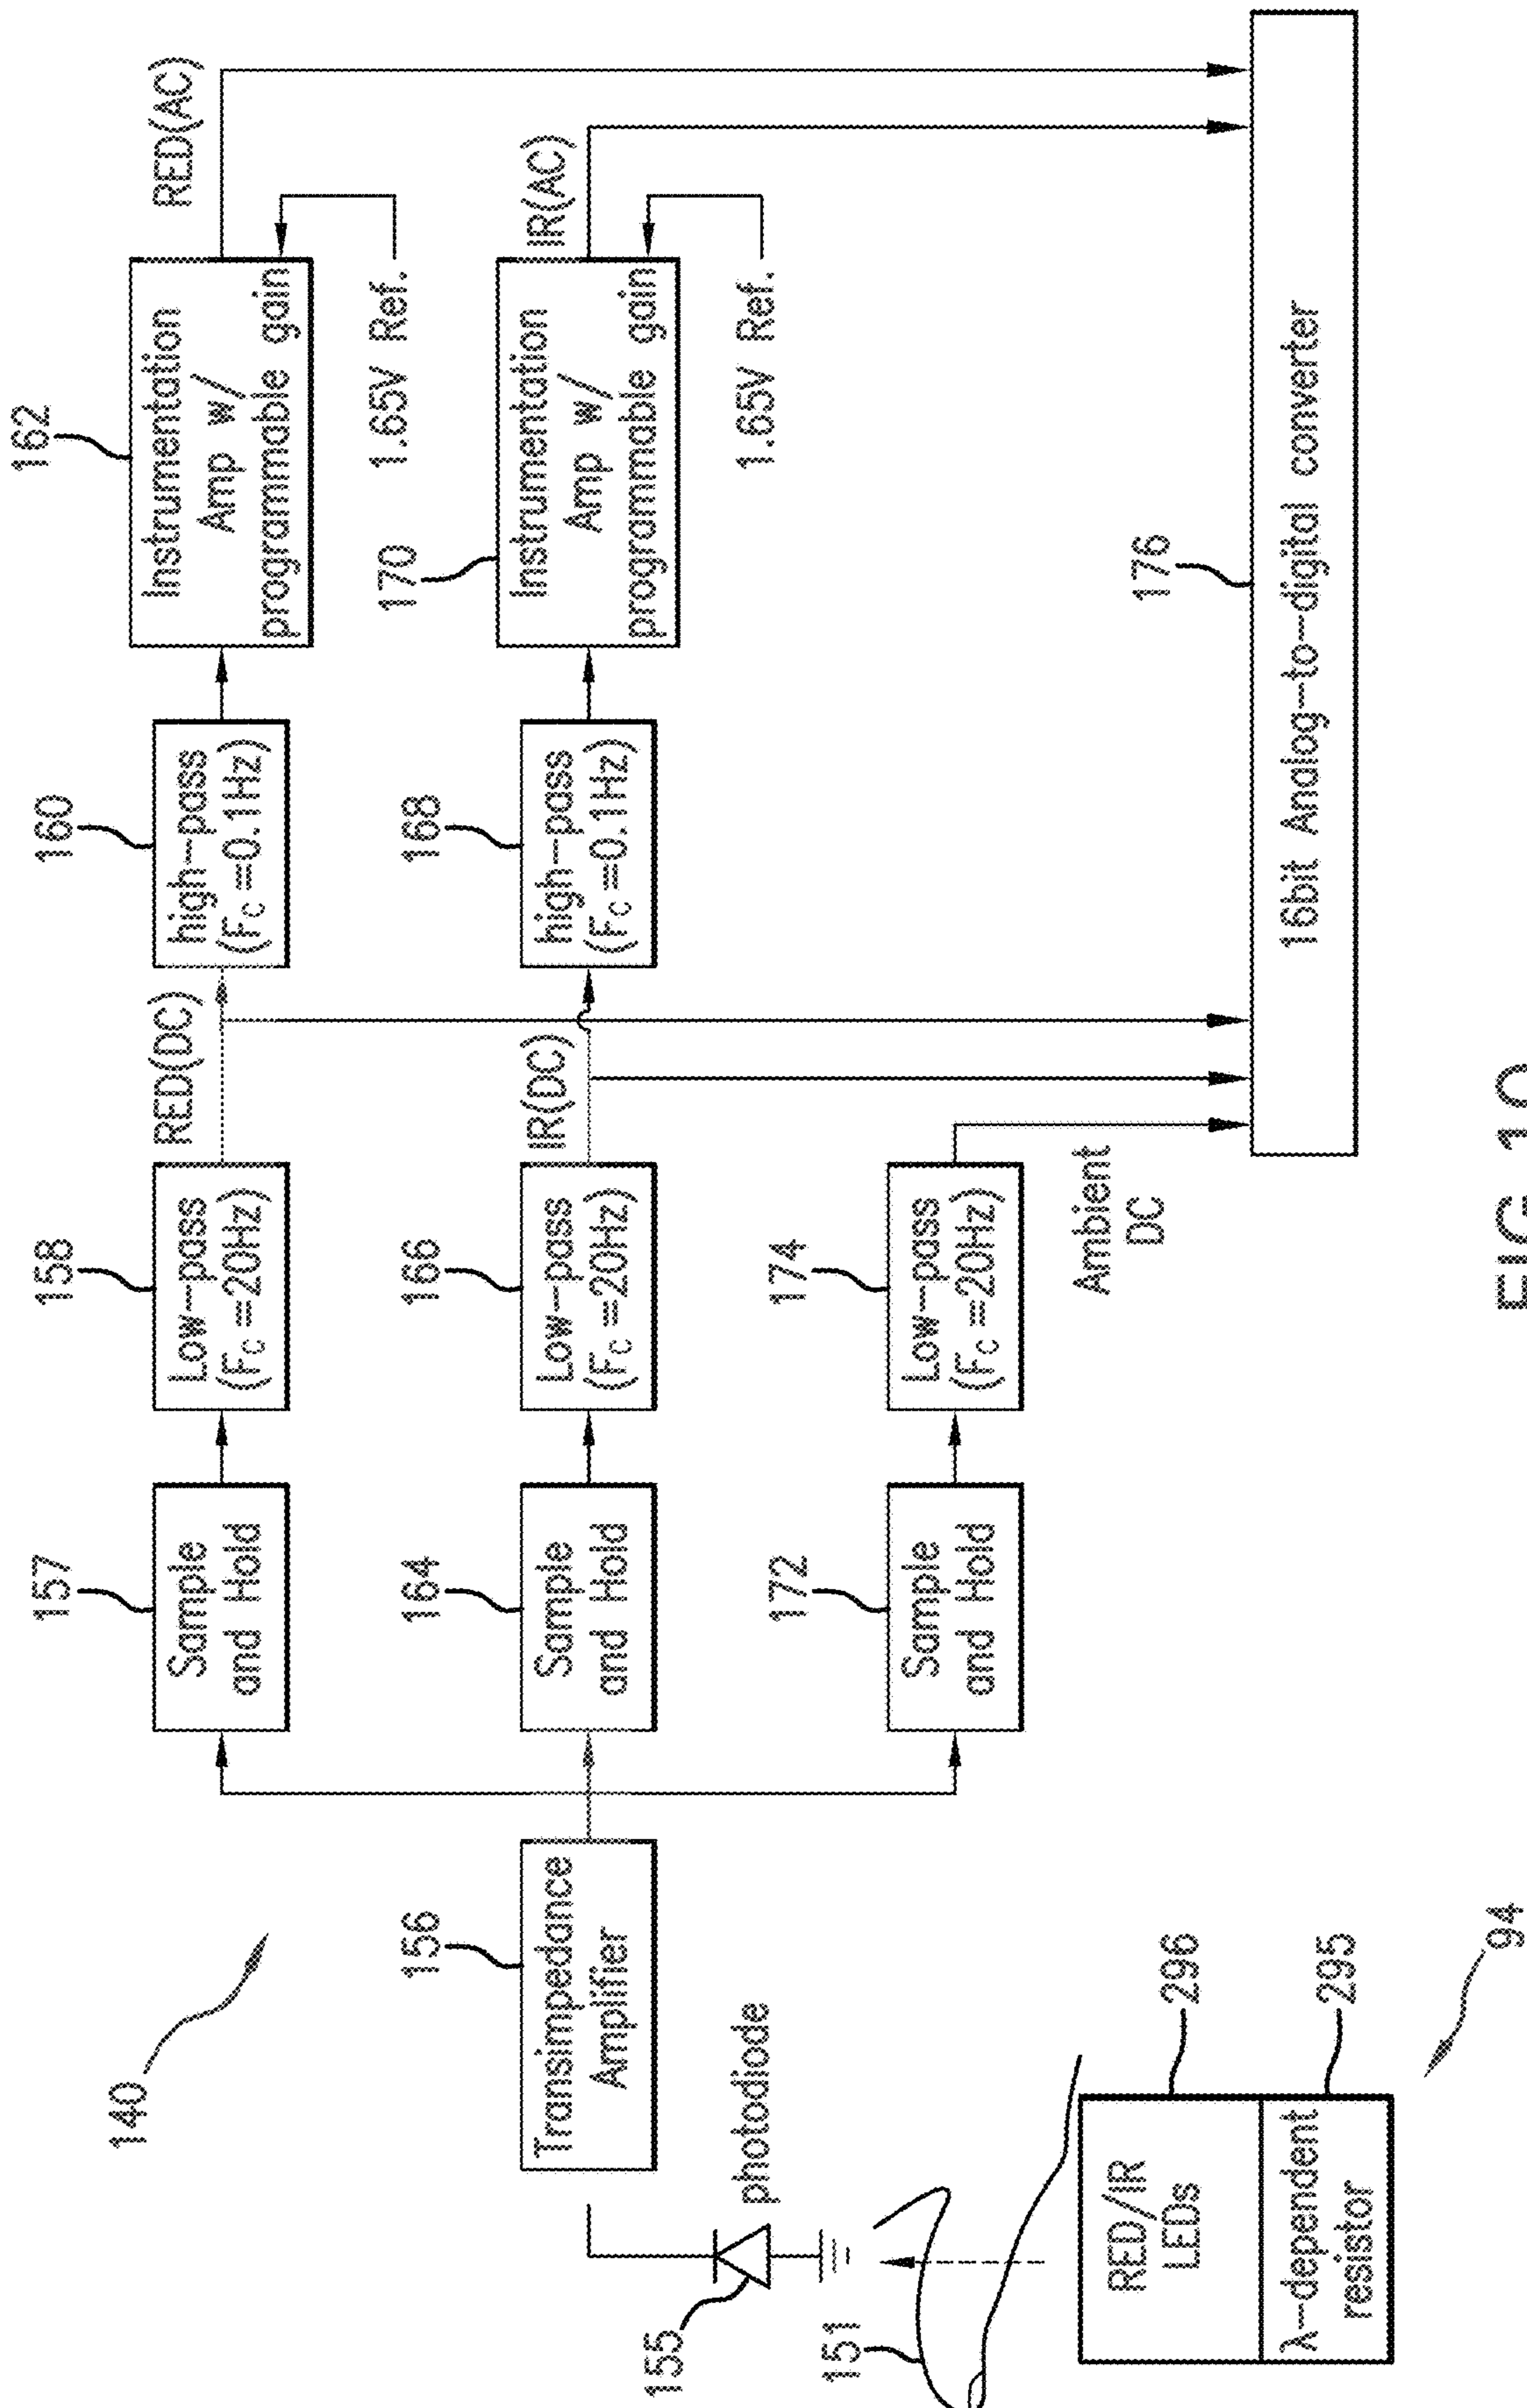 140
162
Instrumentation
Amp w/
programmable gain
RED(AC)
1.65V Ref.
160
high-pass
(FC =0.1Hz)
RED(DC)
158
Low-pass
(FC =20Hz)
157
Sample
and Hold
170
Instrumentation
Amp w/
programmable gain
IR(AC)
1.65V Ref.
168
high-pass
(FC =0.1Hz)
IR(DC)
166
Low-pass
(FC =20Hz)
164
Sample
and Hold
156
Transimpedance
Amplifier
174
Low-pass
(FC =20Hz)
172
Sample
and Hold
Ambient
DC
155
photodiode
151
176
16bit Analog-to-digital converter
RED/IR
LEDs
296
λ-dependent
resistor
295
94